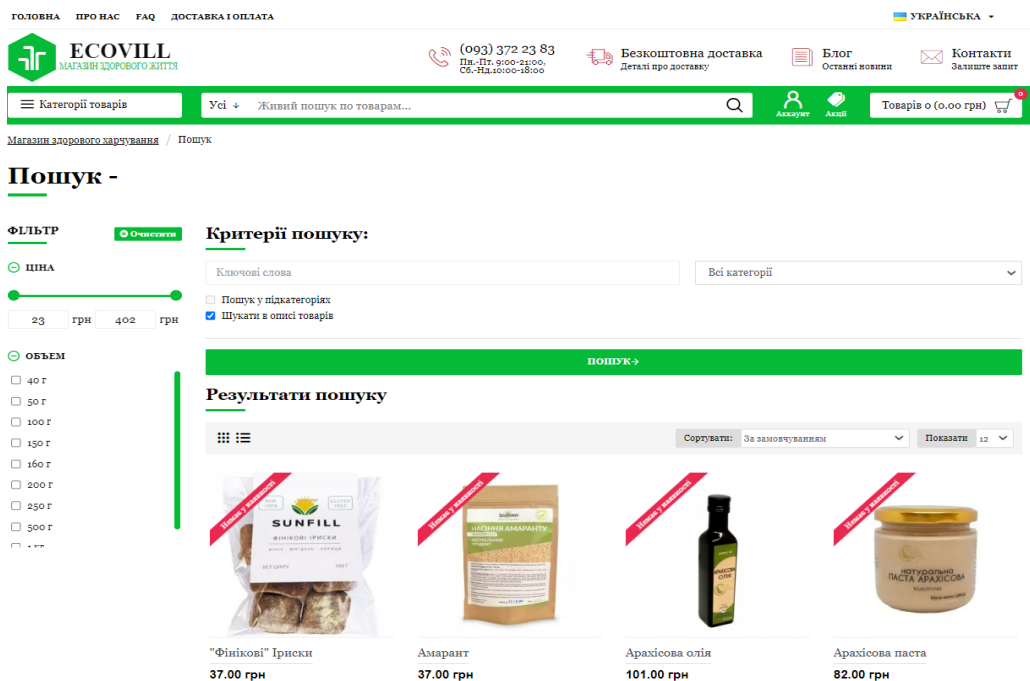 ГОЛОВНА ПРО НАС FAQ ДОСТАВКА І ОПЛАТА
УКРАЇНСЬКА
ECOVILL
МАГАЗИН ЗДОРОВОГО ЖИТТЯ
(093) 372 23 83
Пн.-Пт. 9:00-21:00,
Сб.-Нд.10:00-18:00
Безкоштовна доставка
Деталі про доставку
Блог
Останні новини
Контакти
Залиште запит
Категорії товарів
Усі
Живий пошук по товарам...
Аккаунт
Акції
Товарів 0 (0.00 грн)
0
Магазин здорового харчування / Пошук
Пошук -
ФІЛЬТР
Очистити
ЦІНА
23 грн 402 грн
ОБЪЕМ
40 г
50 г
100 г
150 г
160 г
200 г
250 г
500 г
1 кг
Критерії пошуку:
Ключові слова
Всі категорії
Пошук у підкатегоріях
Шукати в описі товарів
ПОШУК→
Результати пошуку
Сортувати: За замовчуванням
Показати 12
Немає у наявності
SUNFILL
ФІНІКОВІ ІРИСКИ
БЕЗ ЦУКРУ
100 Г
Немає у наявності
НАСІННЯ АМАРАНТУ
Немає у наявності
АРАХІСОВА
ОЛІЯ
Немає у наявності
НАТУРАЛЬНА
ПАСТА АРАХІСОВА
"Фінікові" Іриски
37.00 грн
Амарант
37.00 грн
Арахісова олія
101.00 грн
Арахісова паста
82.00 грн